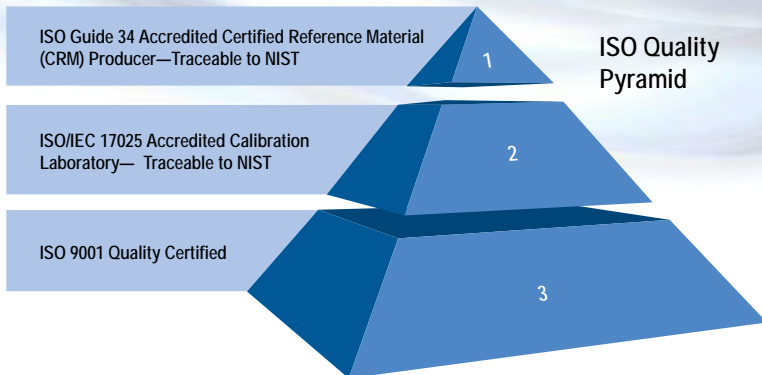 ISO Guide 34 Accredited Certified Reference Material
(CRM) Producer—Traceable to NIST
1
ISO Quality
Pyramid
ISO/IEC 17025 Accredited Calibration
Laboratory— Traceable to NIST
2
ISO 9001 Quality Certified
3